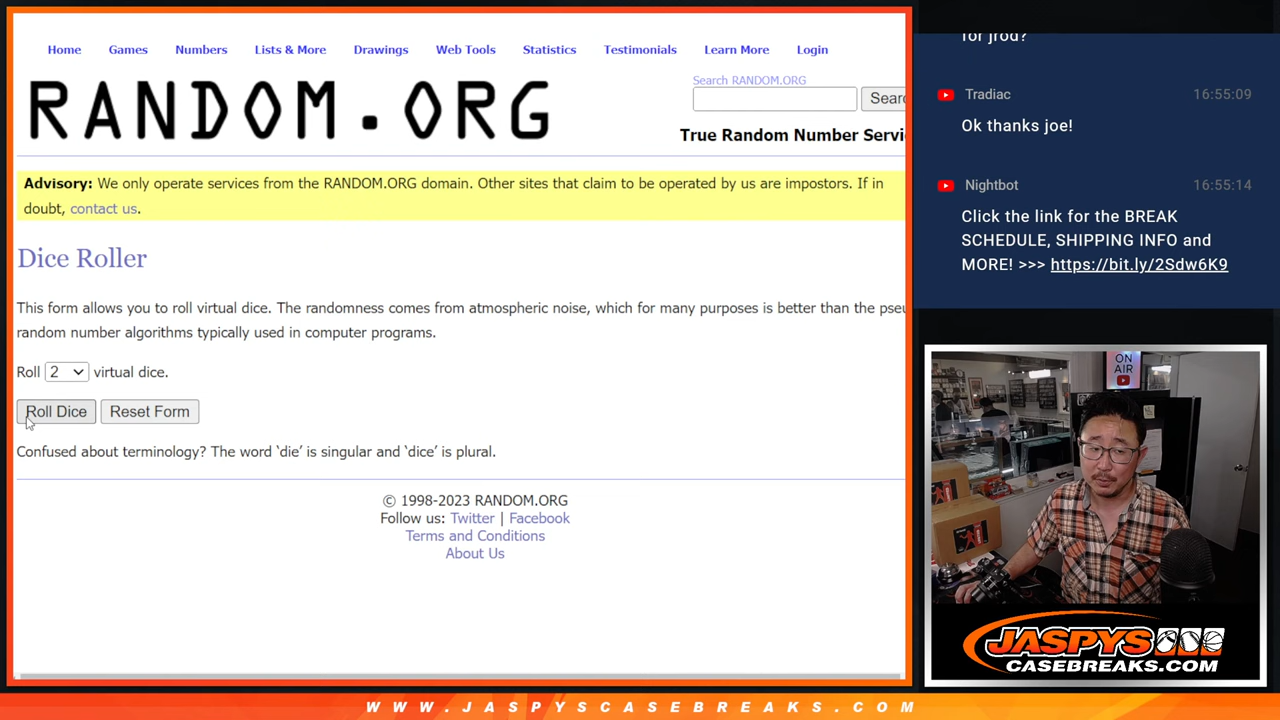 Home Games Numbers Lists & More Drawings Web Tools Statistics Testimonials Learn More Login
RANDOM.ORG
Search RANDOM.ORG
Searc
True Random Number Servi
Advisory: We only operate services from the RANDOM.ORG domain. Other sites that claim to be operated by us are impostors. If in
doubt, contact us.
Dice Roller
This form allows you to roll virtual dice. The randomness comes from atmospheric noise, which for many purposes is better than the pseu
random number algorithms typically used in computer programs.
Roll 2 virtual dice.
Roll Dice Reset Form
Confused about terminology? The word ‘die’ is singular and ‘dice’ is plural.
© 1998-2023 RANDOM.ORG
Follow us: Twitter | Facebook
Terms and Conditions
About Us
for jrod?
Tradiac 16:55:09
Ok thanks joe!
Nightbot 16:55:14
Click the link for the BREAK
SCHEDULE, SHIPPING INFO and
MORE! >>> https://bit.ly/2Sdw6K9
ON
AIR
JASPYS
CASEBREAKS.COM
WWW.JASPYSCASEBREAKS.COM